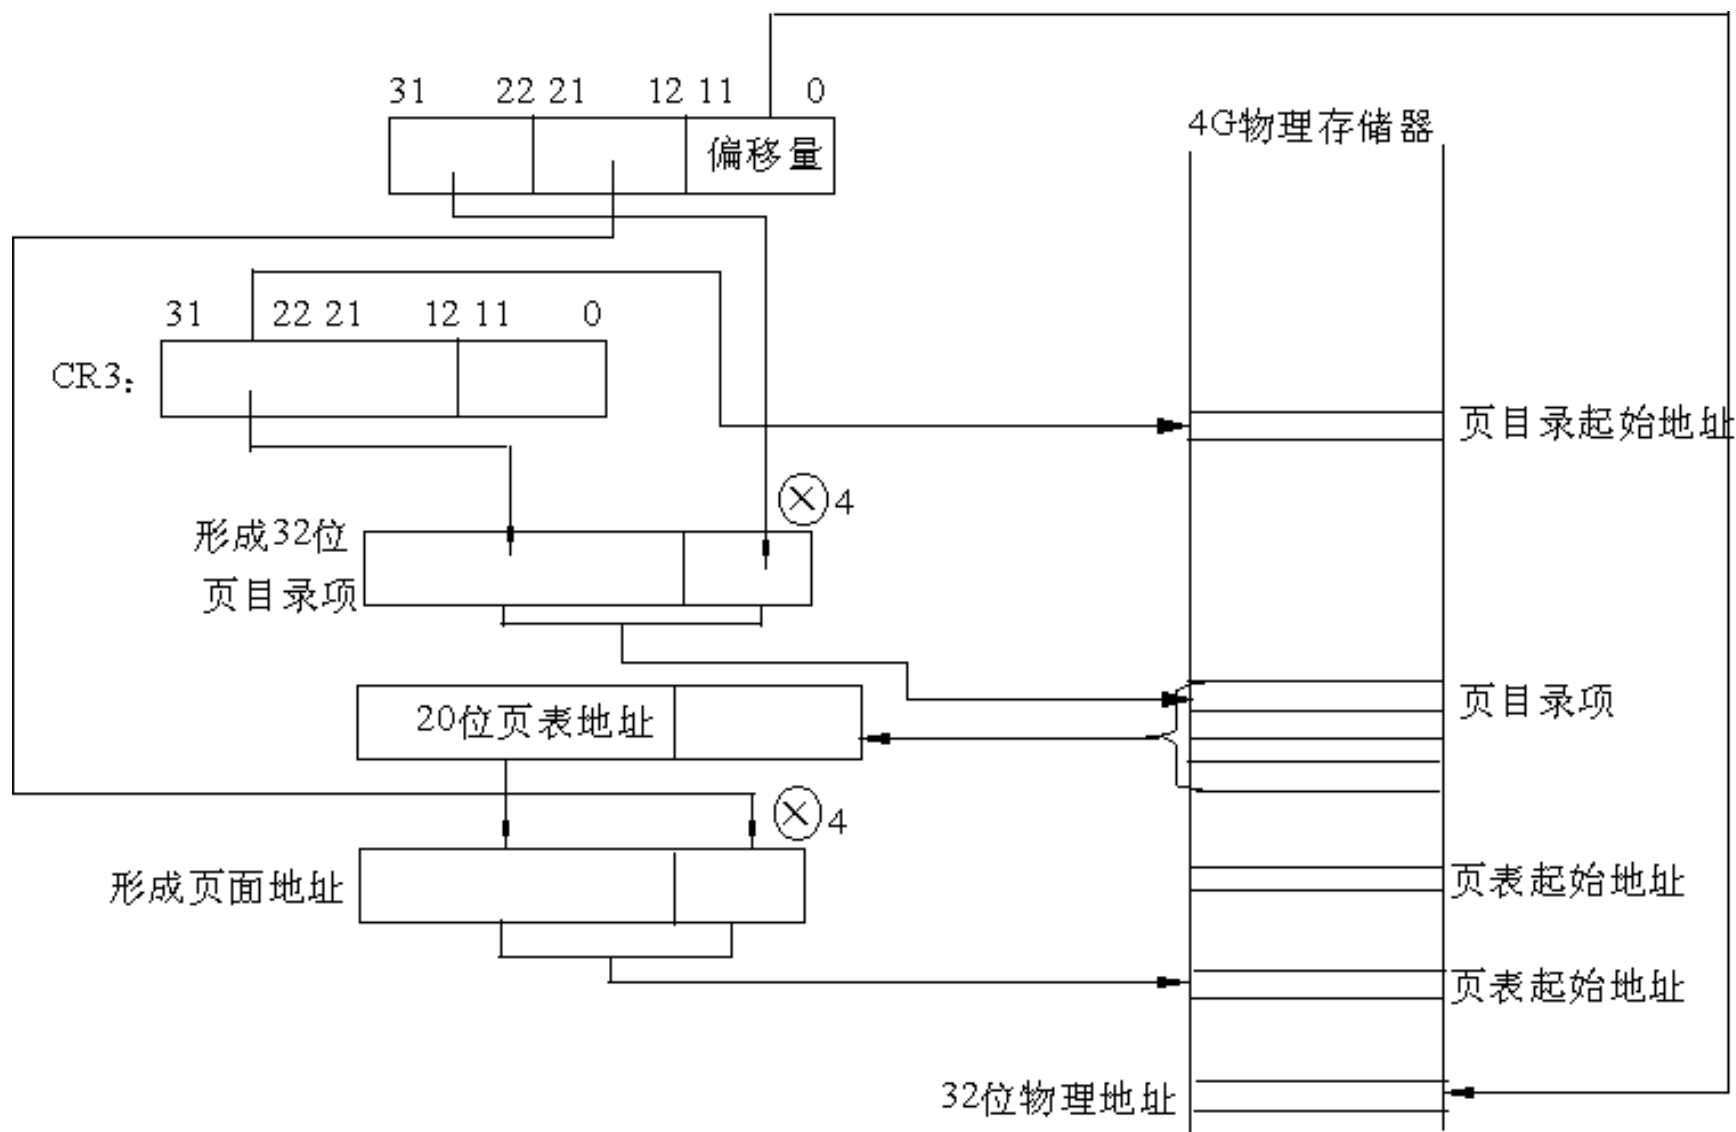 31 22 21 12 11 0
偏移量
4G物理存储器
31 22 21 12 11 0
CR3:
页目录起始地址
×4
形成32位
页目录项
20位页表地址
页目录项
×4
形成页面地址
页表起始地址
页表起始地址
32位物理地址